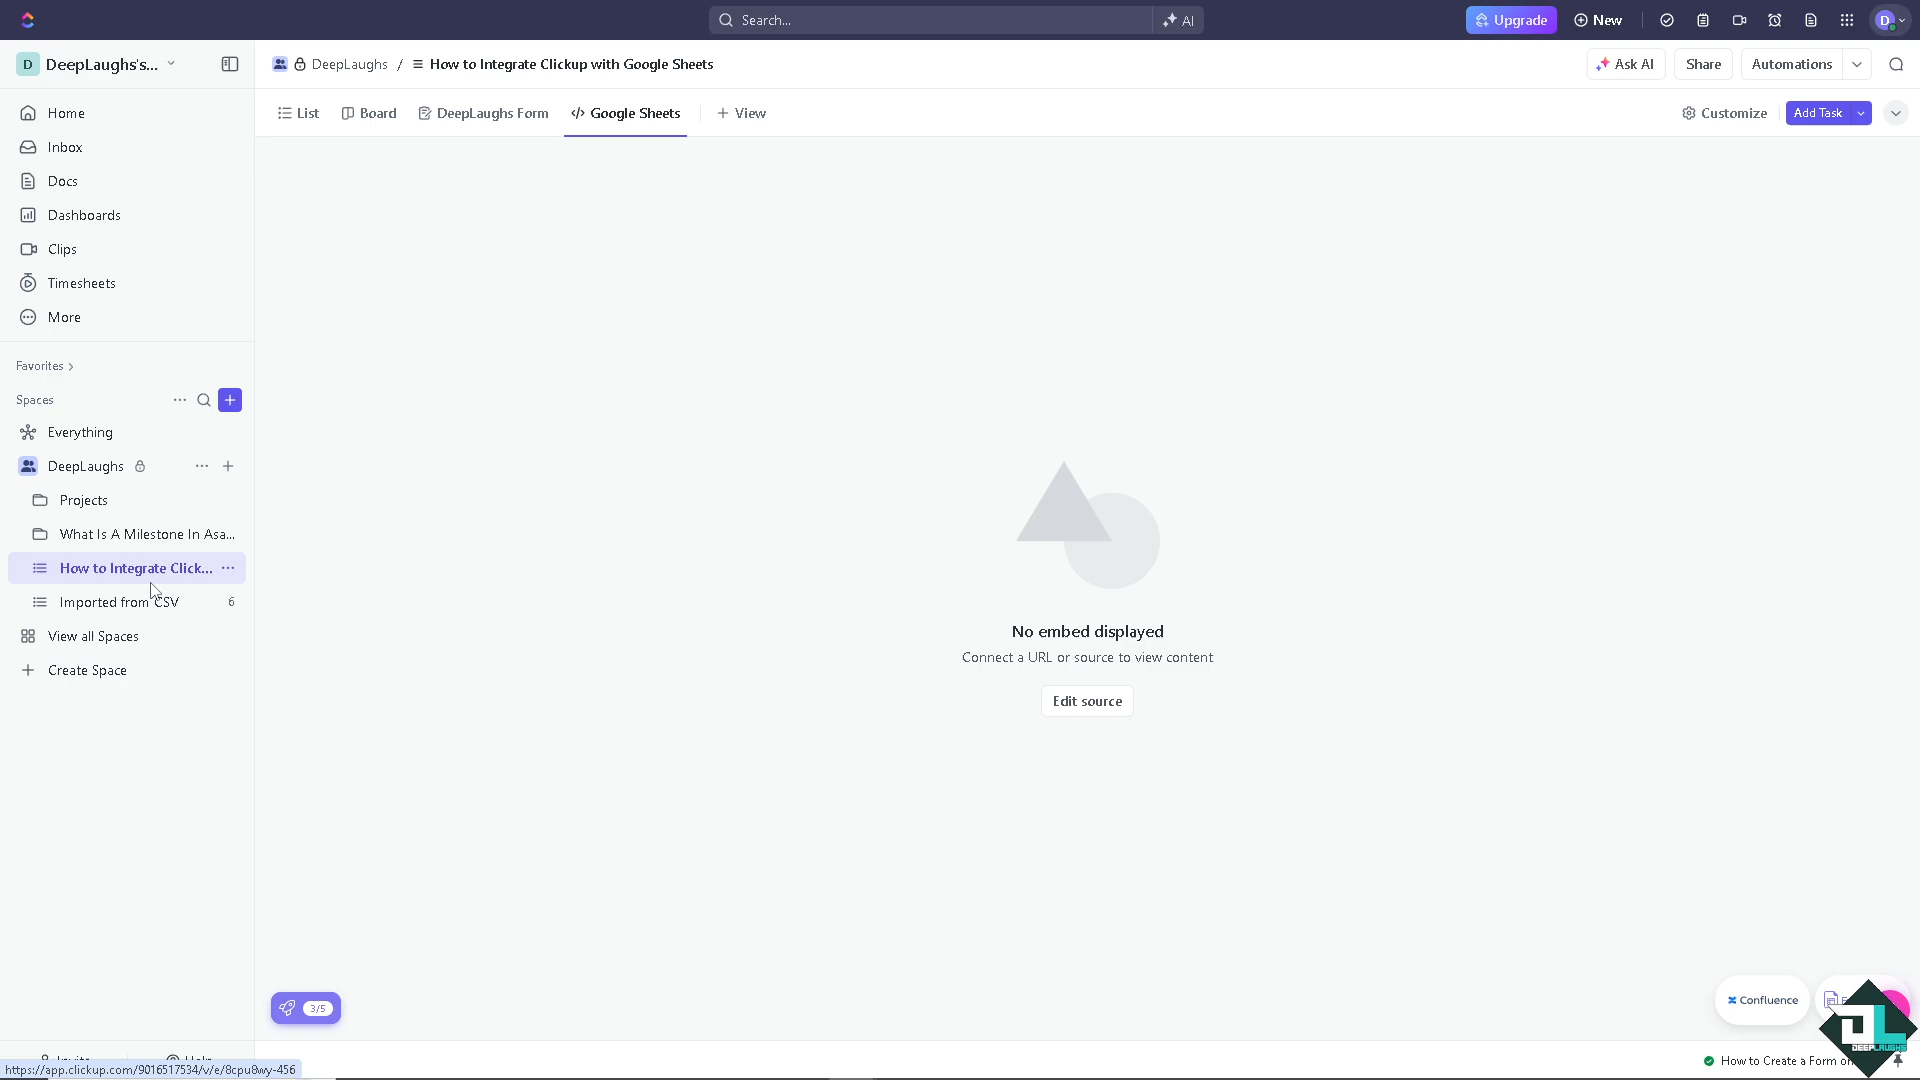 Search...
AI
Upgrade
New
D
D
DeepLaughs's...
DeepLaughs / How to Integrate Clickup with Google Sheets
Ask AI
Share
Automations
Home
Inbox
Docs
Dashboards
Clips
Timesheets
More
List
Board
DeepLaughs Form
Google Sheets
View
Customize
Add Task
Favorites
Spaces
Everything
DeepLaughs
Projects
What Is A Milestone In Asa...
How to Integrate Click...
Imported from CSV
6
View all Spaces
Create Space
No embed displayed
Connect a URL or source to view content
Edit source
3/5
Confluence
DEEPLAUGHS
Invite
Help
https://app.clickup.com/9016517534/v/e/8cpu8wy-456
How to Create a Form on